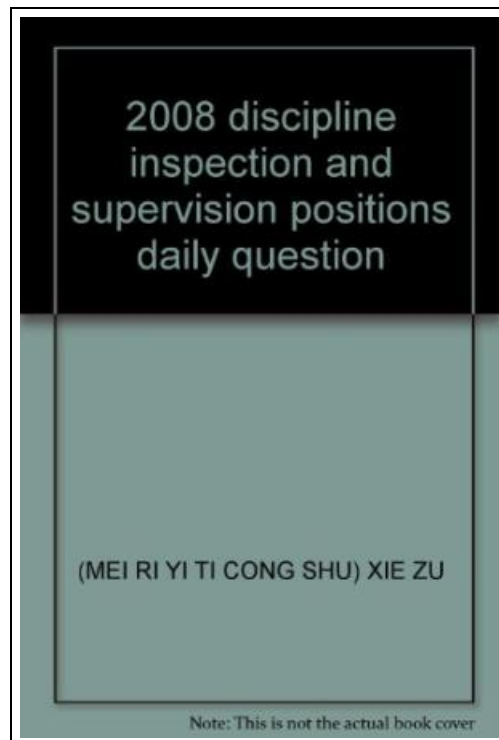 2008 discipline
inspection and
supervision positions
daily question
(MEI RI YI TI CONG SHU) XIE ZU
Note: This is not the actual book cover